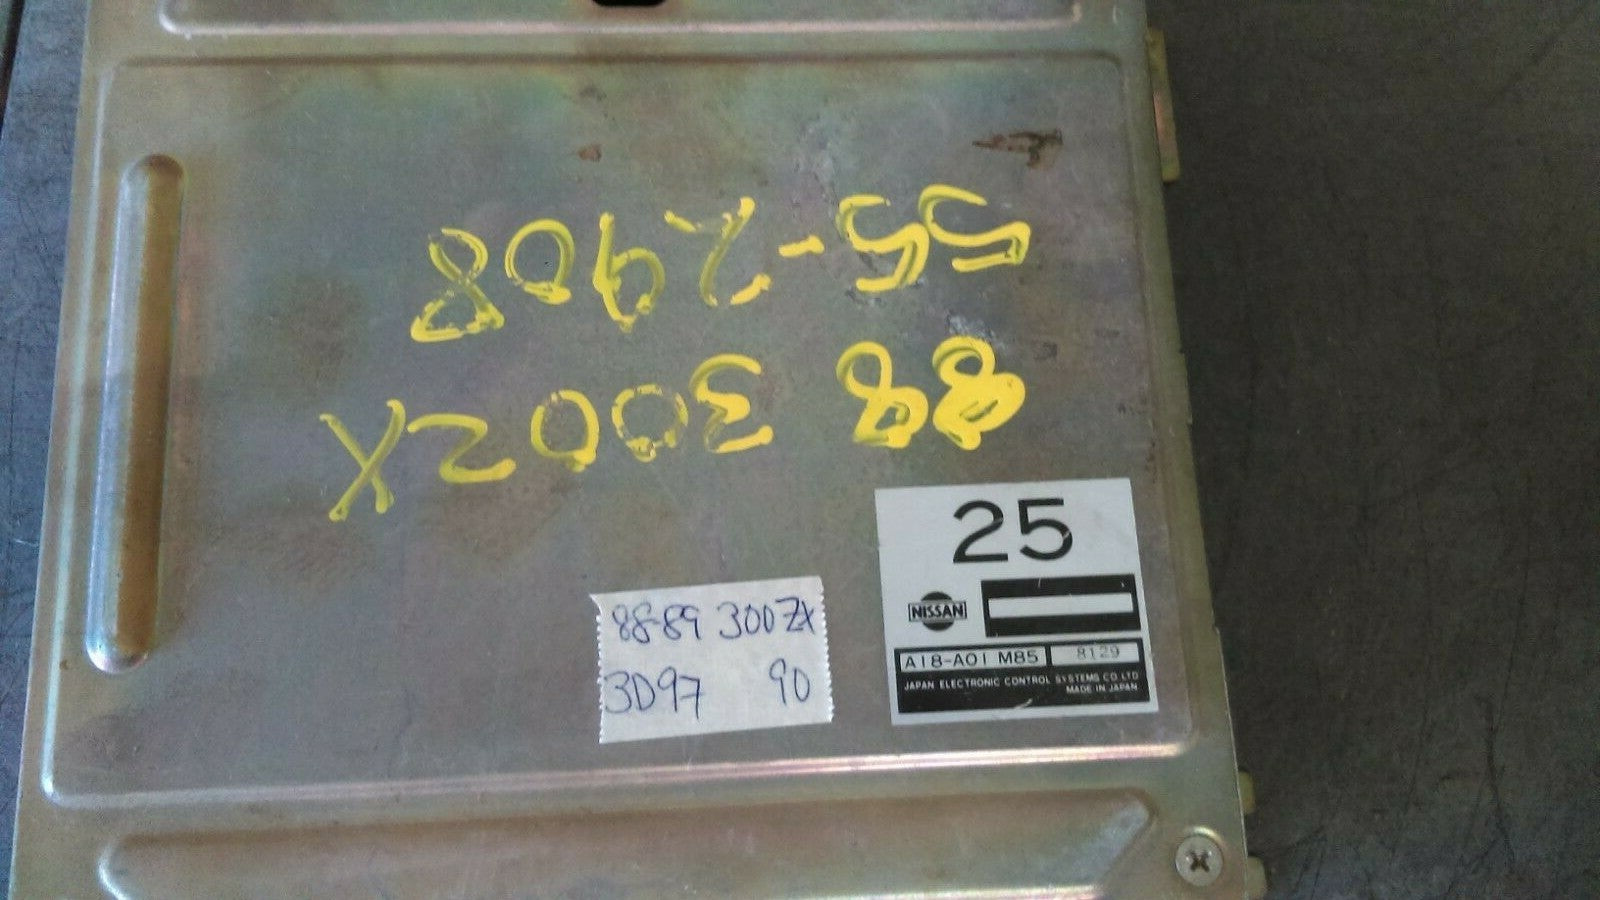 88 300ZX
55-2908
25
NISSAN
A18-A01 M85 8129
JAPAN ELECTRONIC CONTROL SYSTEMS CO LTD
MADE IN JAPAN
88-89 300ZX
3D97 90